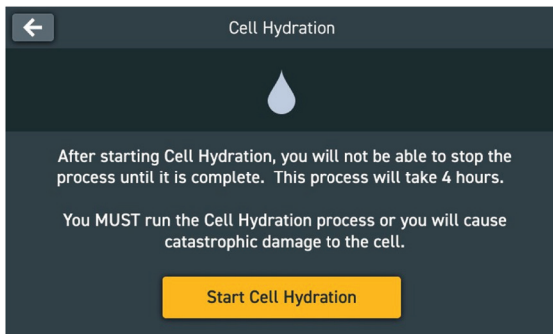 Cell Hydration
After starting Cell Hydration, you will not be able to stop the
process until it is complete. This process will take 4 hours.
You MUST run the Cell Hydration process or you will cause
catastrophic damage to the cell.
Start Cell Hydration